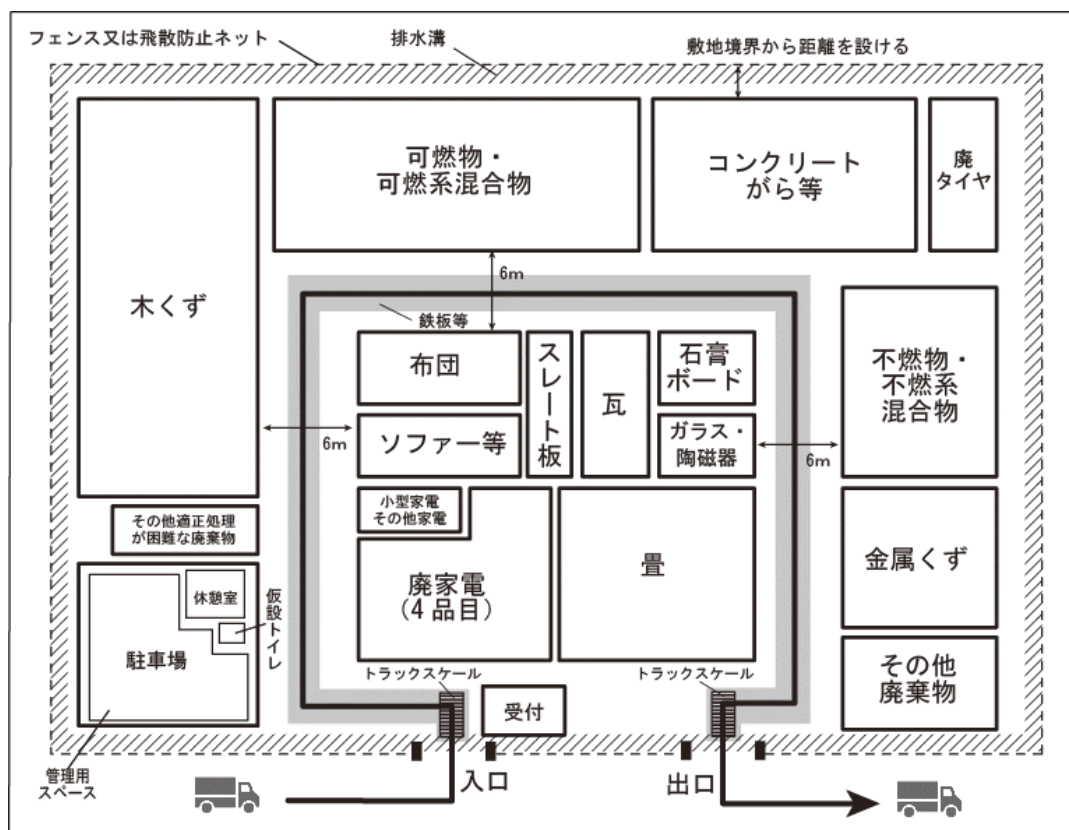 フェンス又は飛散防止ネット
排水溝
敷地境界から距離を設ける
木くず
可燃物・
可燃系混合物
コンクリート
がら等
廃
タイヤ
6m
鉄板等
布団
スレート板
瓦
石膏
ボード
不燃物・
不燃系
混合物
6m
ソファー等
ガラス・
陶磁器
6m
小型家電
その他家電
その他適正処理
が困難な廃棄物
廃家電
(4品目)
畳
金属くず
休憩室
仮設トイレ
駐車場
トラックスケール
トラックスケール
その他
廃棄物
受付
管理用
スペース
入口
出口